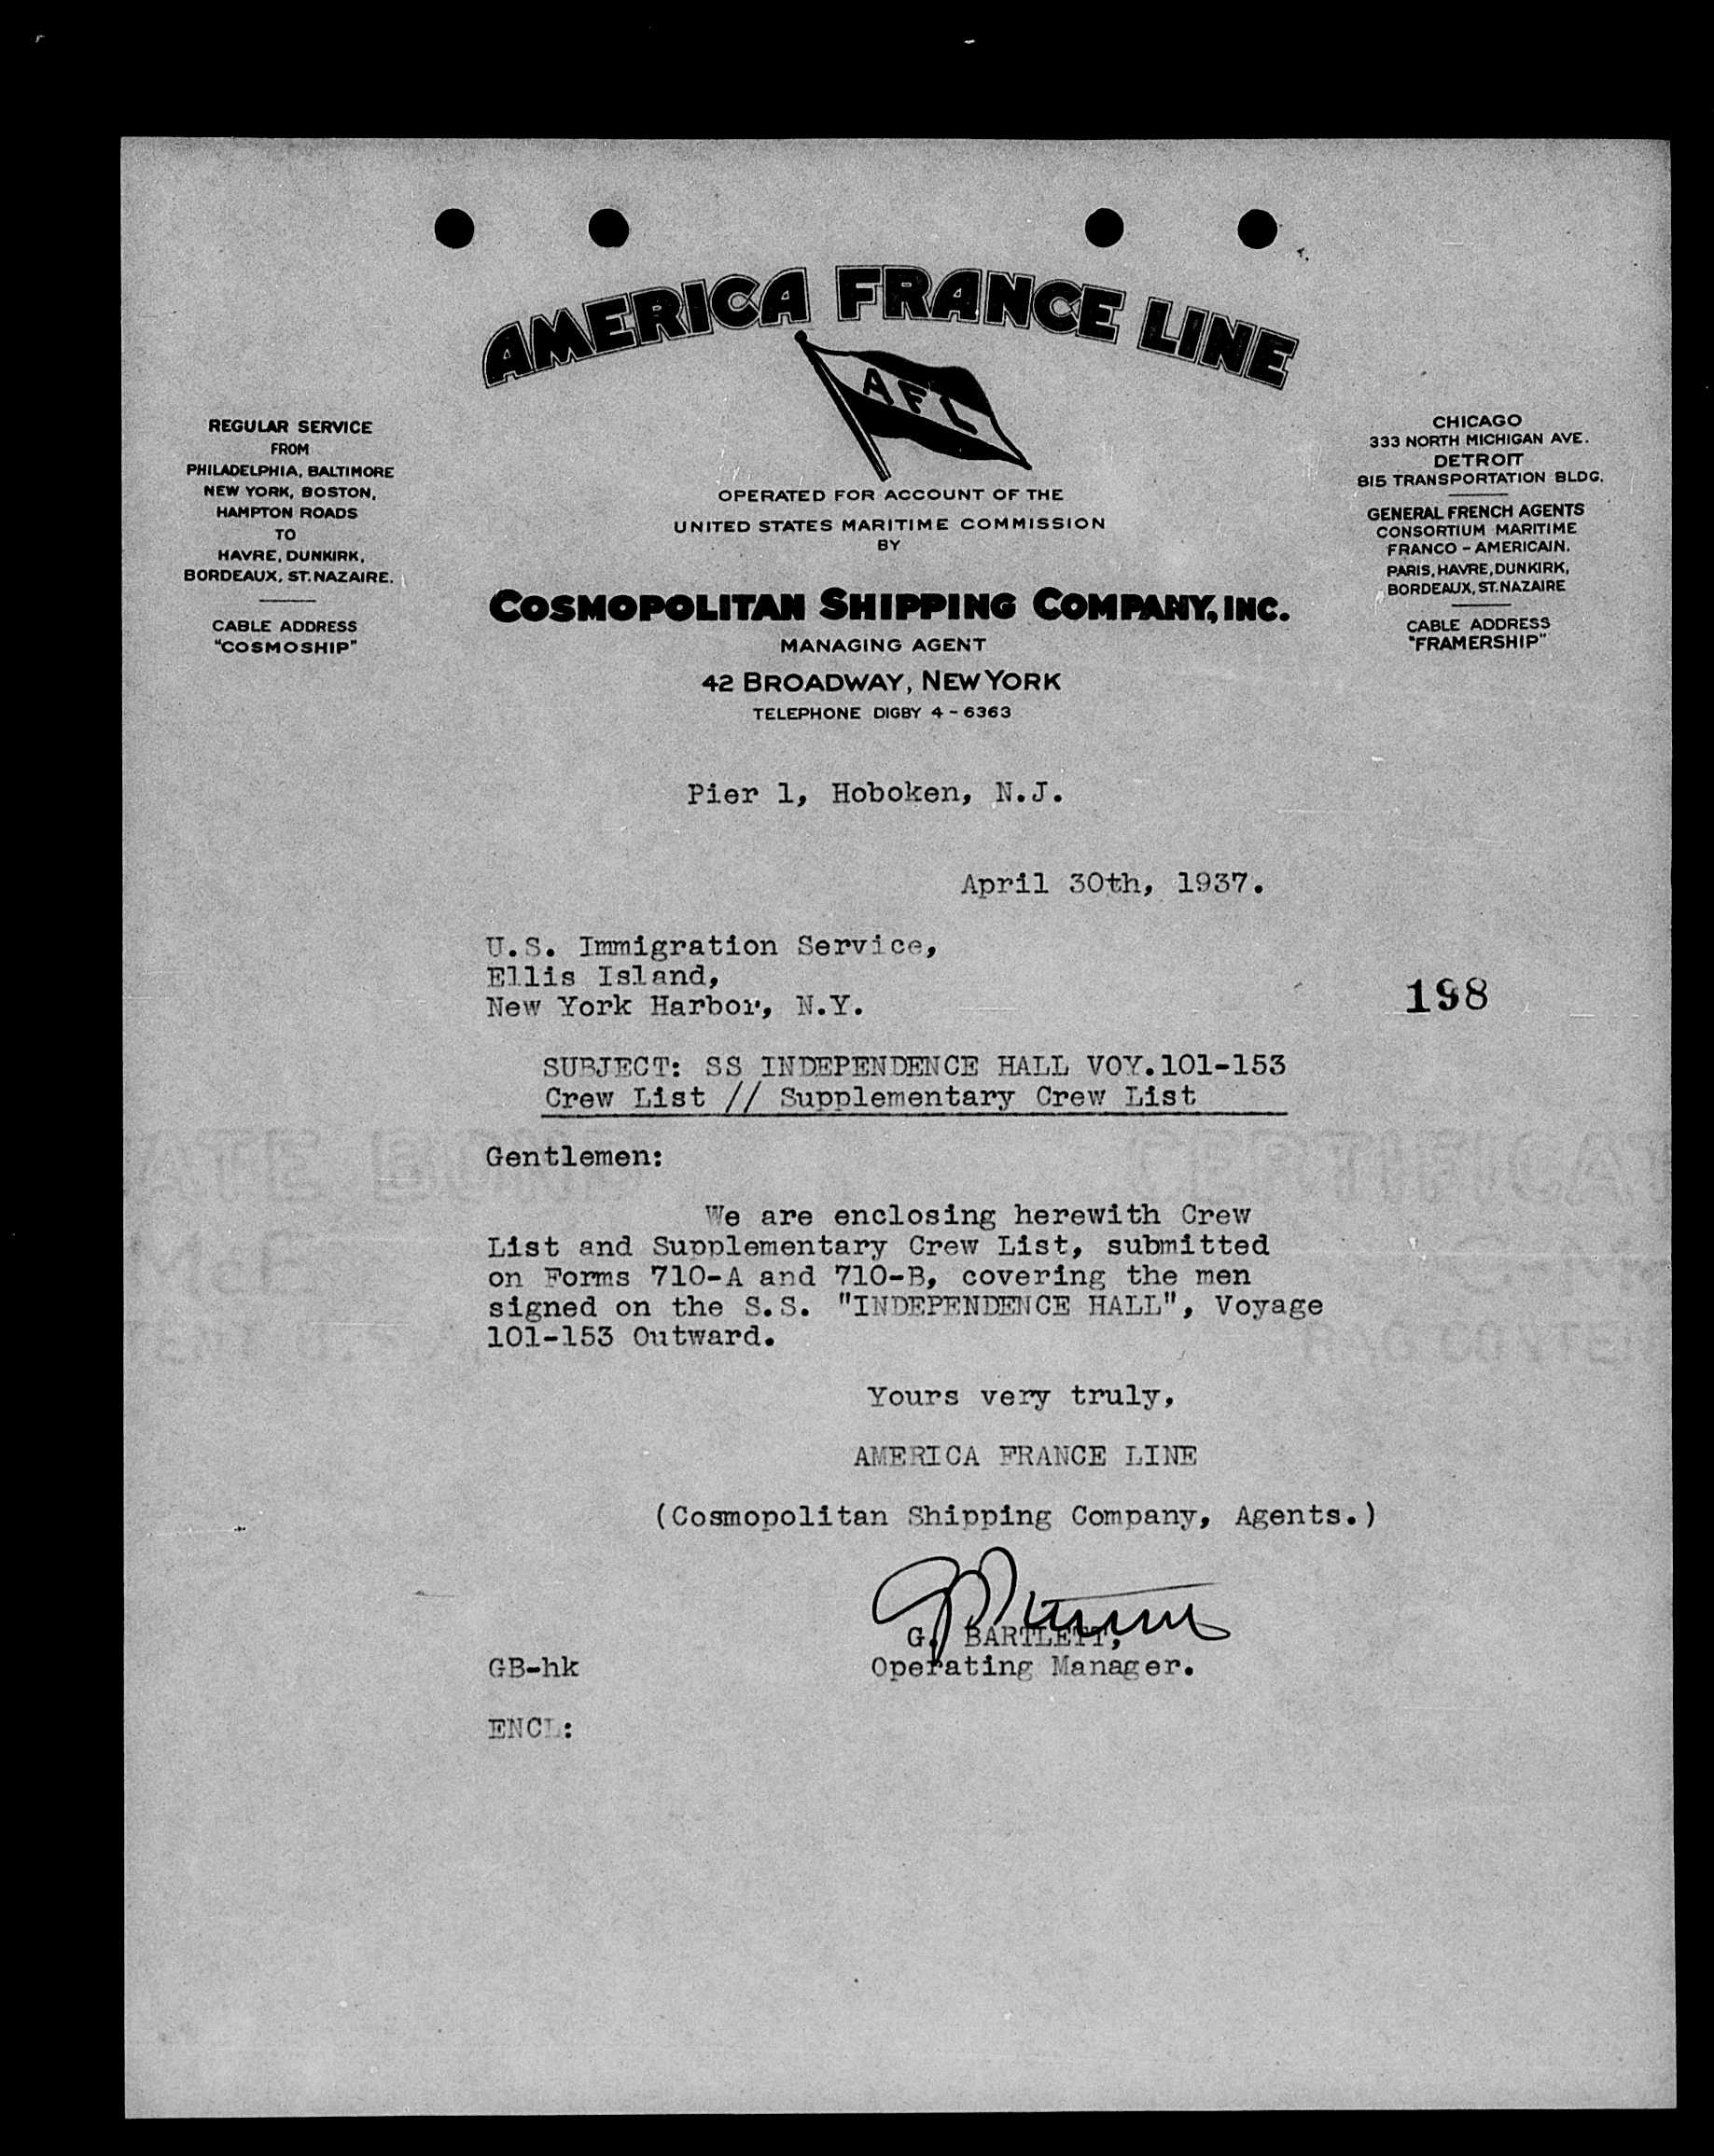 AMERICA FRANCE LINE
AFL
REGULAR SERVICE
FROM
PHILADELPHIA, BALTIMORE
NEW YORK, BOSTON,
HAMPTON ROADS
TO
HAVRE, DUNKIRK,
BORDEAUX, ST. NAZAIRE.
CABLE ADDRESS
"COSMOSHIP"
OPERATED FOR ACCOUNT OF THE
UNITED STATES MARITIME COMMISSION
BY
COSMOPOLITAN SHIPPING COMPANY, INC.
MANAGING AGENT
42 BROADWAY, NEW YORK
TELEPHONE DIGBY 4-6363
CHICAGO
333 NORTH MICHIGAN AVE.
DETROIT
815 TRANSPORTATION BLDG.
GENERAL FRENCH AGENTS
CONSORTIUM MARITIME
FRANCO-AMERICAIN.
PARIS, HAVRE, DUNKIRK,
BORDEAUX, ST. NAZAIRE
CABLE ADDRESS
"FRAMERSHIP"
Pier 1, Hoboken, N.J.
April 30th, 1937.
U.S. Immigration Service,
Ellis Island,
New York Harbor, N.Y.
198
SUBJECT: SS INDEPENDENCE HALL VOY.101-153
Crew List // Supplementary Crew List
Gentlemen:
We are enclosing herewith Crew
List and Supplementary Crew List, submitted
on Forms 710-A and 710-B, covering the men
signed on the S.S. "INDEPENDENCE HALL", Voyage
101-153 Outward.
Yours very truly,
AMERICA FRANCE LINE
(Cosmopolitan Shipping Company, Agents.)
G. BARTLETT,
GB-hk
Operating Manager.
ENCL: